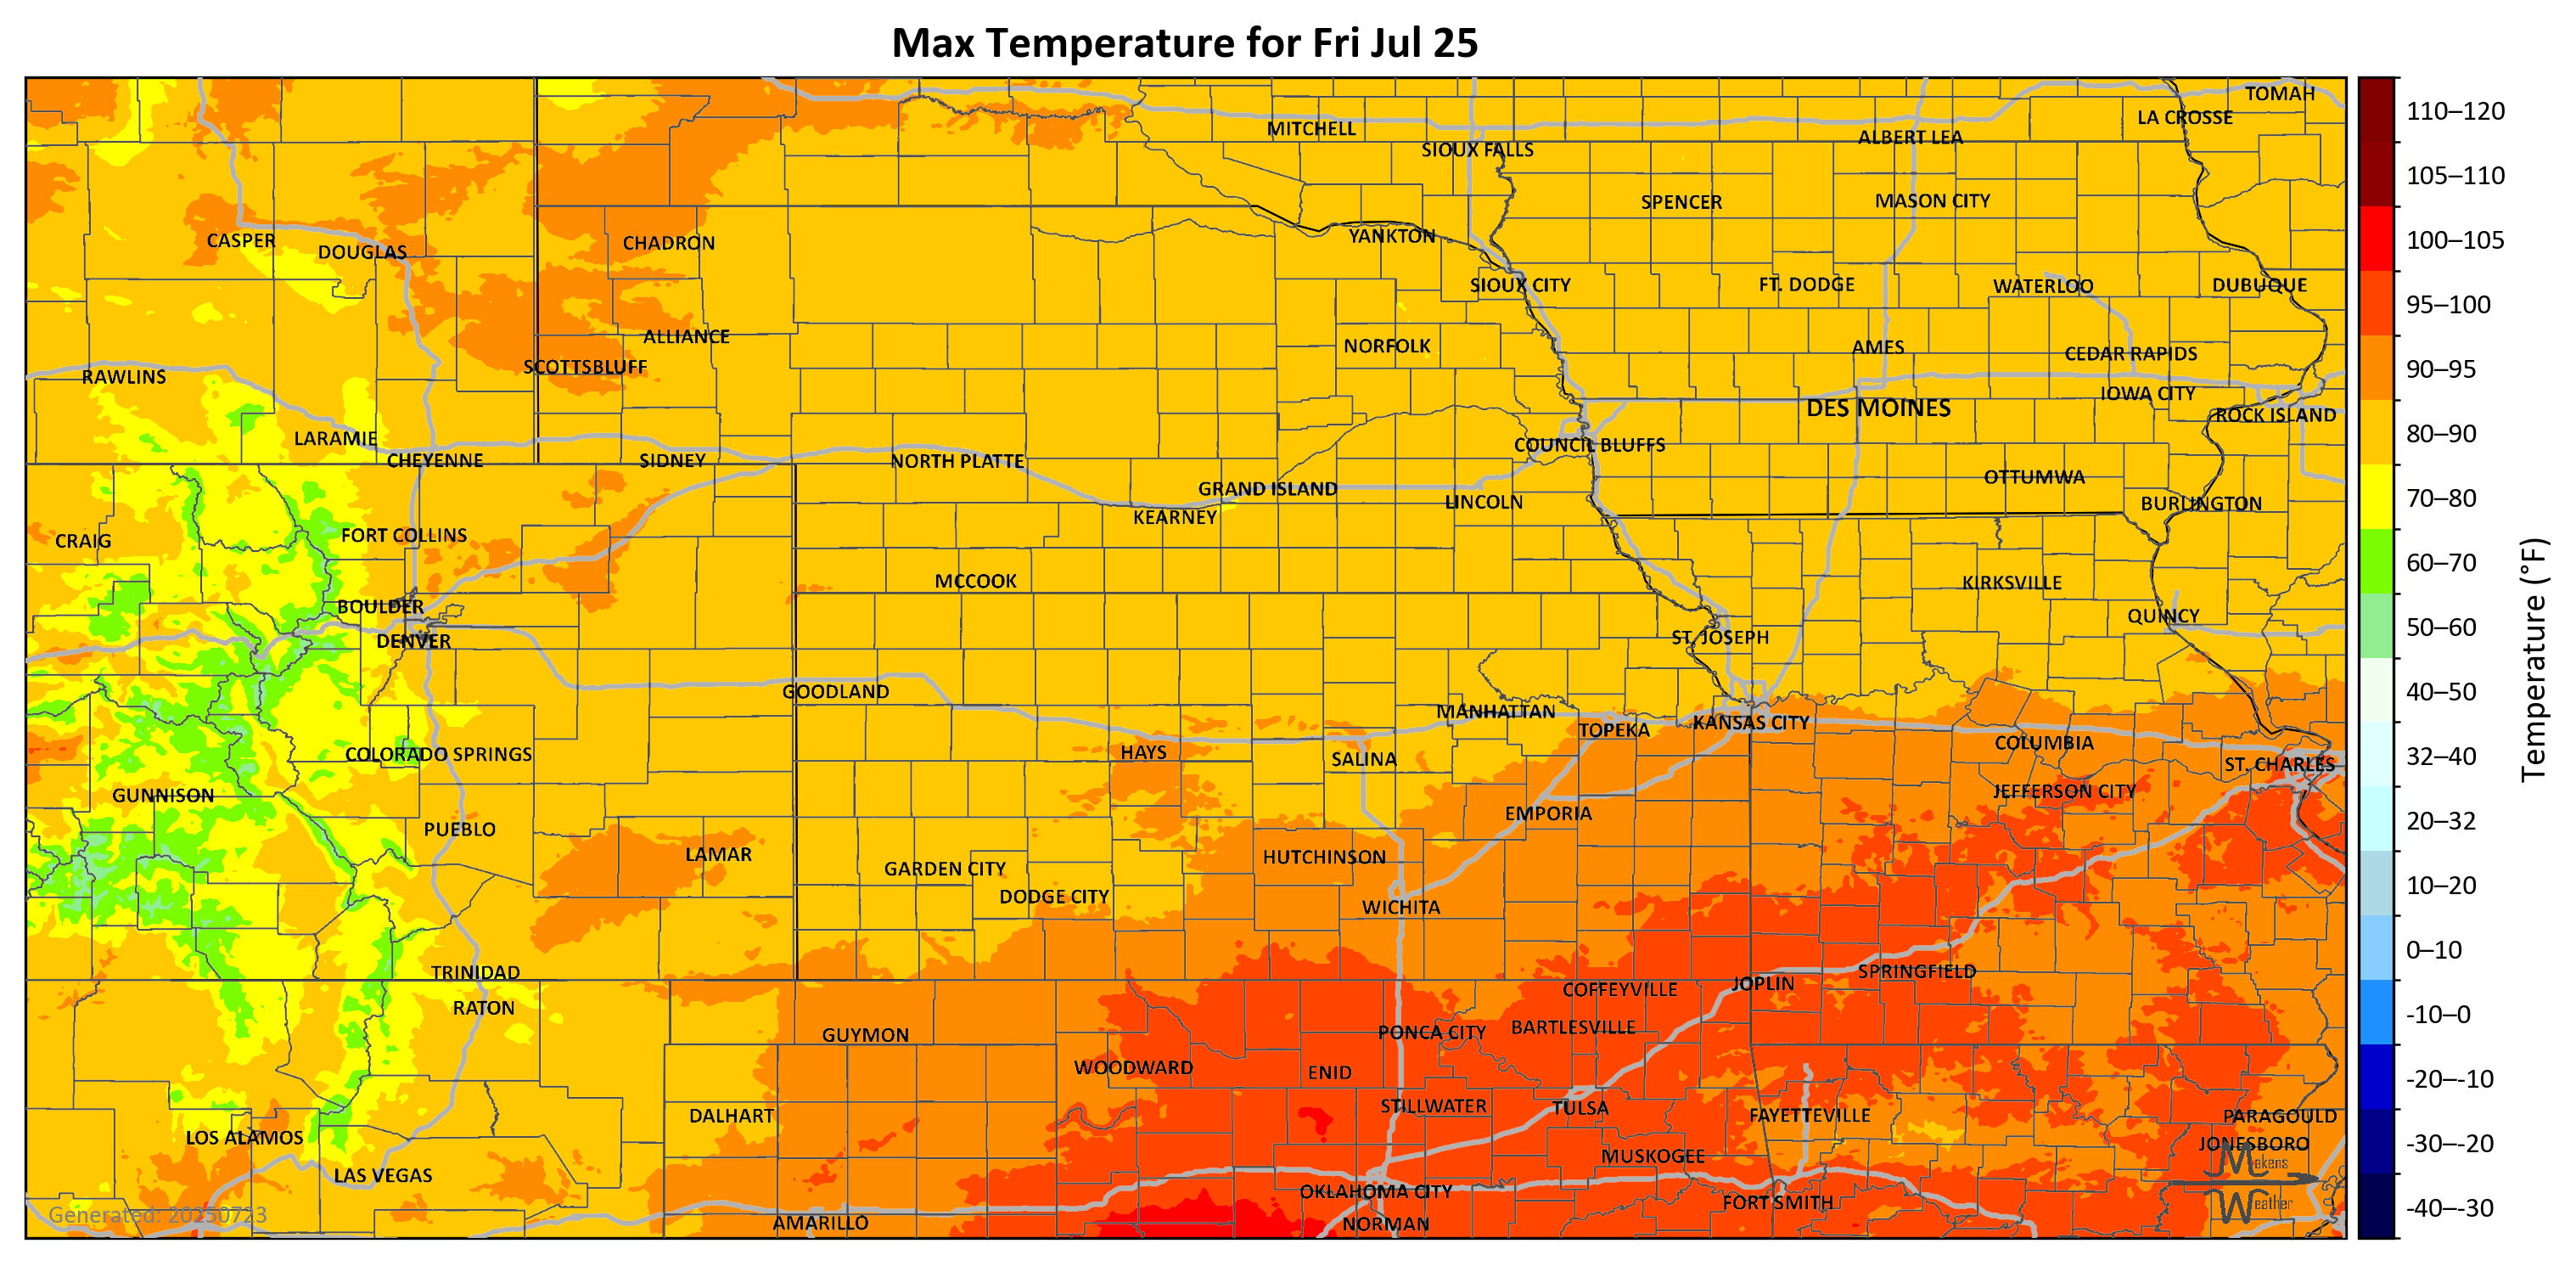 Max Temperature for Fri Jul 25
TOMAH
LA CROSSE
MITCHELL
ALBERT LEA
SIOUX FALLS
SPENCER
MASON CITY
CASPER
DOUGLAS
CHADRON
YANKTON
SIOUX CITY
FT. DODGE
WATERLOO
DUBUQUE
ALLIANCE
NORFOLK
AMES
CEDAR RAPIDS
SCOTTSBLUFF
RAWLINS
IOWA CITY
DES MOINES
ROCK ISLAND
LARAMIE
COUNCIL BLUFFS
CHEYENNE
SIDNEY
NORTH PLATTE
OTTUMWA
GRAND ISLAND
LINCOLN
BURLINGTON
KEARNEY
CRAIG
FORT COLLINS
MCCOOK
KIRKSVILLE
BOULDER
QUINCY
DENVER
ST. JOSEPH
GOODLAND
MANHATTAN
KANSAS CITY
TOPEKA
COLUMBIA
COLORADO SPRINGS
HAYS
SALINA
ST. CHARLES
GUNNISON
JEFFERSON CITY
EMPORIA
PUEBLO
LAMAR
HUTCHINSON
GARDEN CITY
DODGE CITY
WICHITA
TRINIDAD
SPRINGFIELD
JOPLIN
COFFEYVILLE
RATON
GUYMON
PONCA CITY
BARTLESVILLE
WOODWARD
ENID
STILLWATER
TULSA
DALHART
FAYETTEVILLE
PARAGOULD
LOS ALAMOS
JONESBORO
MUSKOGEE
LAS VEGAS
OKLAHOMA CITY
FORT SMITH
AMARILLO
NORMAN
Generated: 20250723
Makens
Weather
110–120
105–110
100–105
95–100
90–95
80–90
70–80
60–70
50–60
40–50
32–40
20–32
10–20
0–10
-10–0
-20–-10
-30–-20
-40–-30
Temperature (°F)